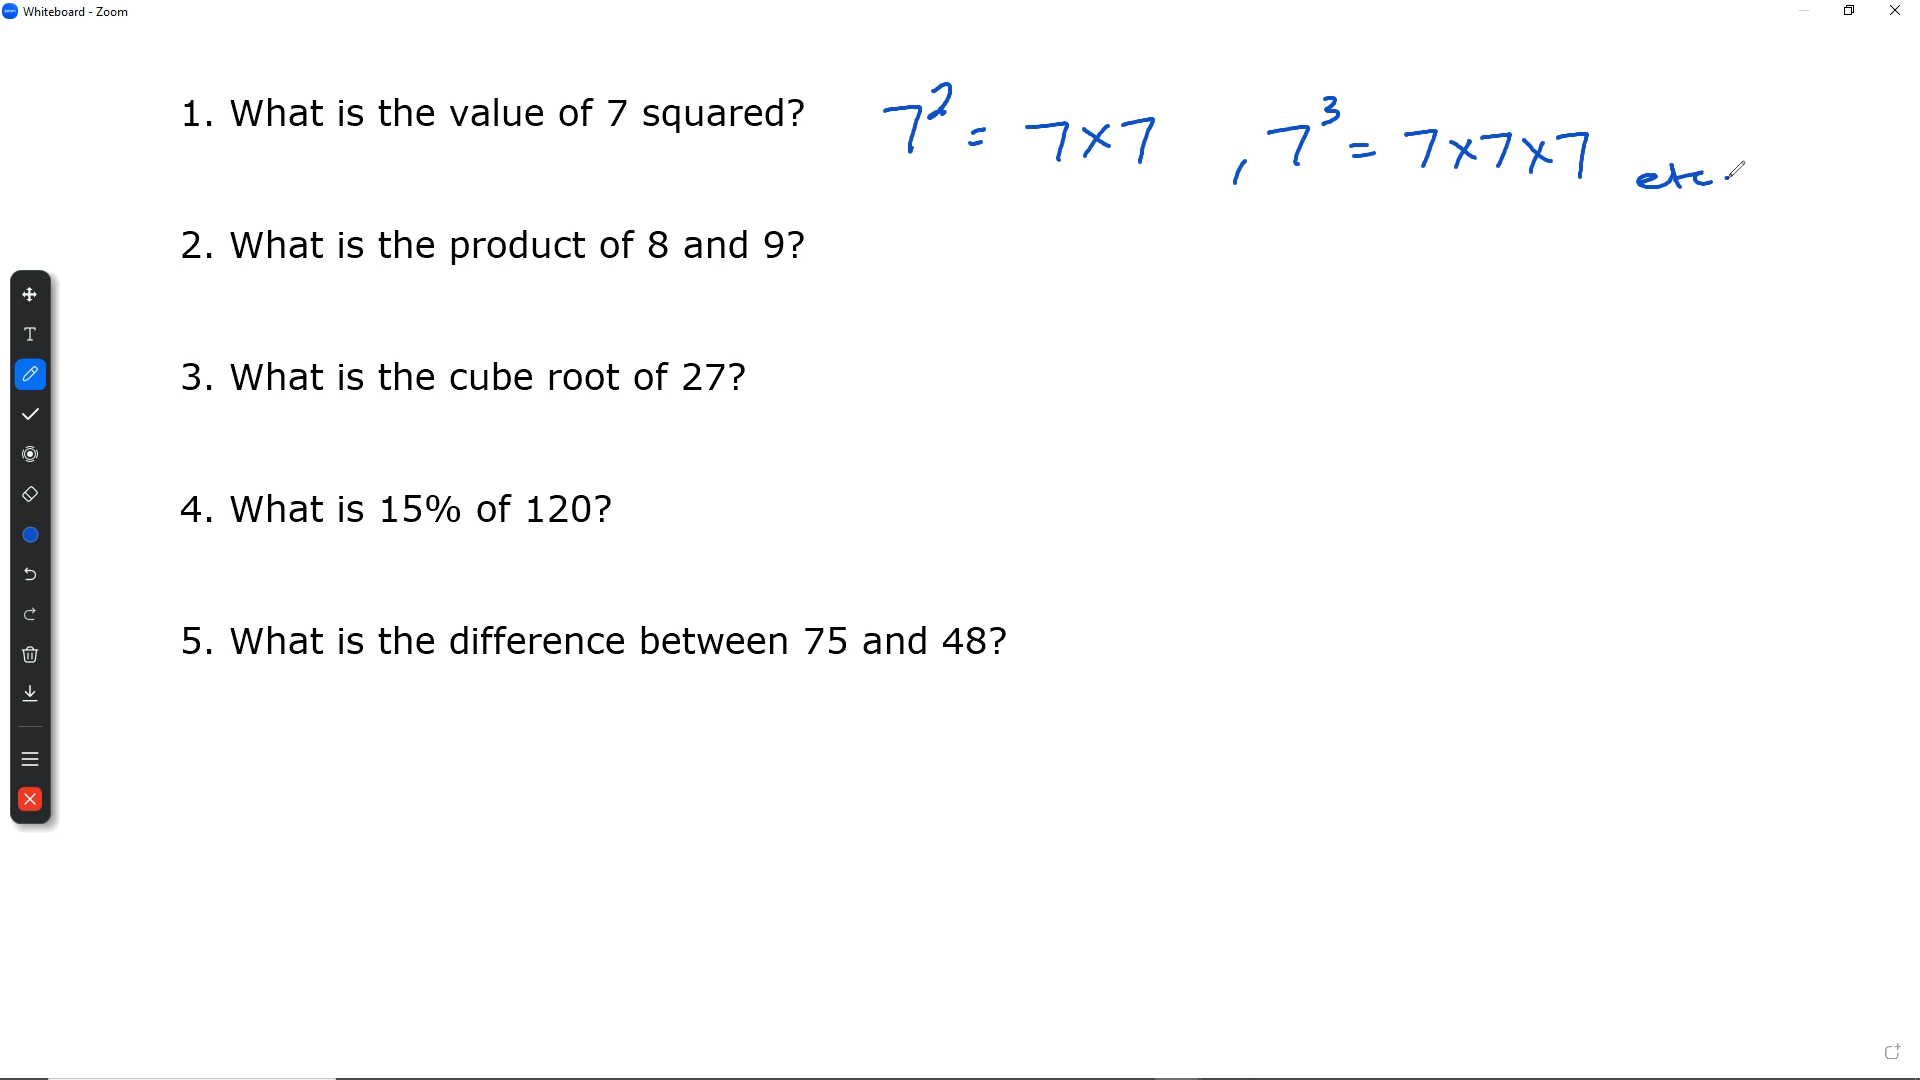 Whiteboard - Zoom
1. What is the value of 7 squared? 7² = 7×7 , 7³ = 7×7×7 etc.
2. What is the product of 8 and 9?
3. What is the cube root of 27?
4. What is 15% of 120?
5. What is the difference between 75 and 48?